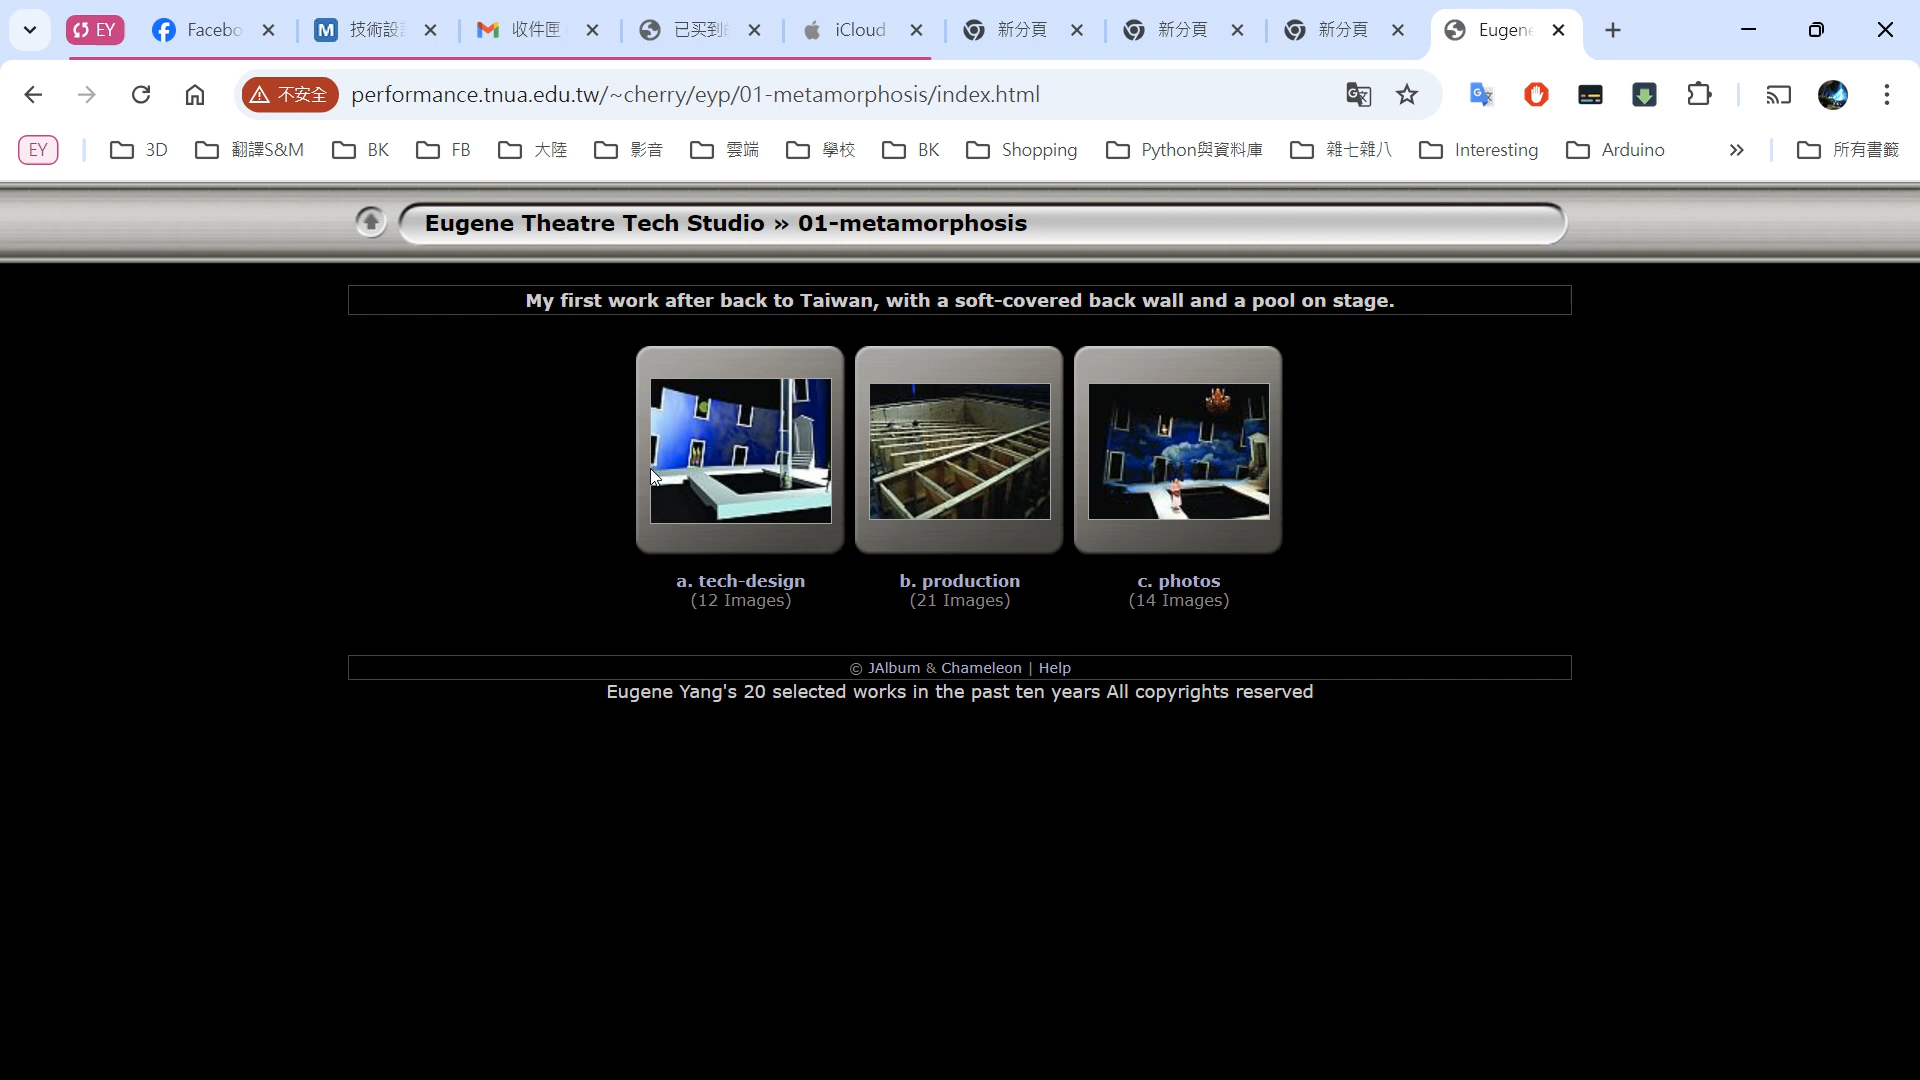 EY
Facebo
技術設
收件匣
已买到
iCloud
新分頁
新分頁
新分頁
Eugene
不安全
performance.tnua.edu.tw/~cherry/eyp/01-metamorphosis/index.html
EY
3D
翻譯S&M
BK
FB
大陸
影音
雲端
學校
BK
Shopping
Python與資料庫
雜七雜八
Interesting
Arduino
所有書籤
Eugene Theatre Tech Studio » 01-metamorphosis
My first work after back to Taiwan, with a soft-covered back wall and a pool on stage.
a. tech-design
(12 Images)
b. production
(21 Images)
c. photos
(14 Images)
© JAlbum & Chameleon | Help
Eugene Yang's 20 selected works in the past ten years All copyrights reserved